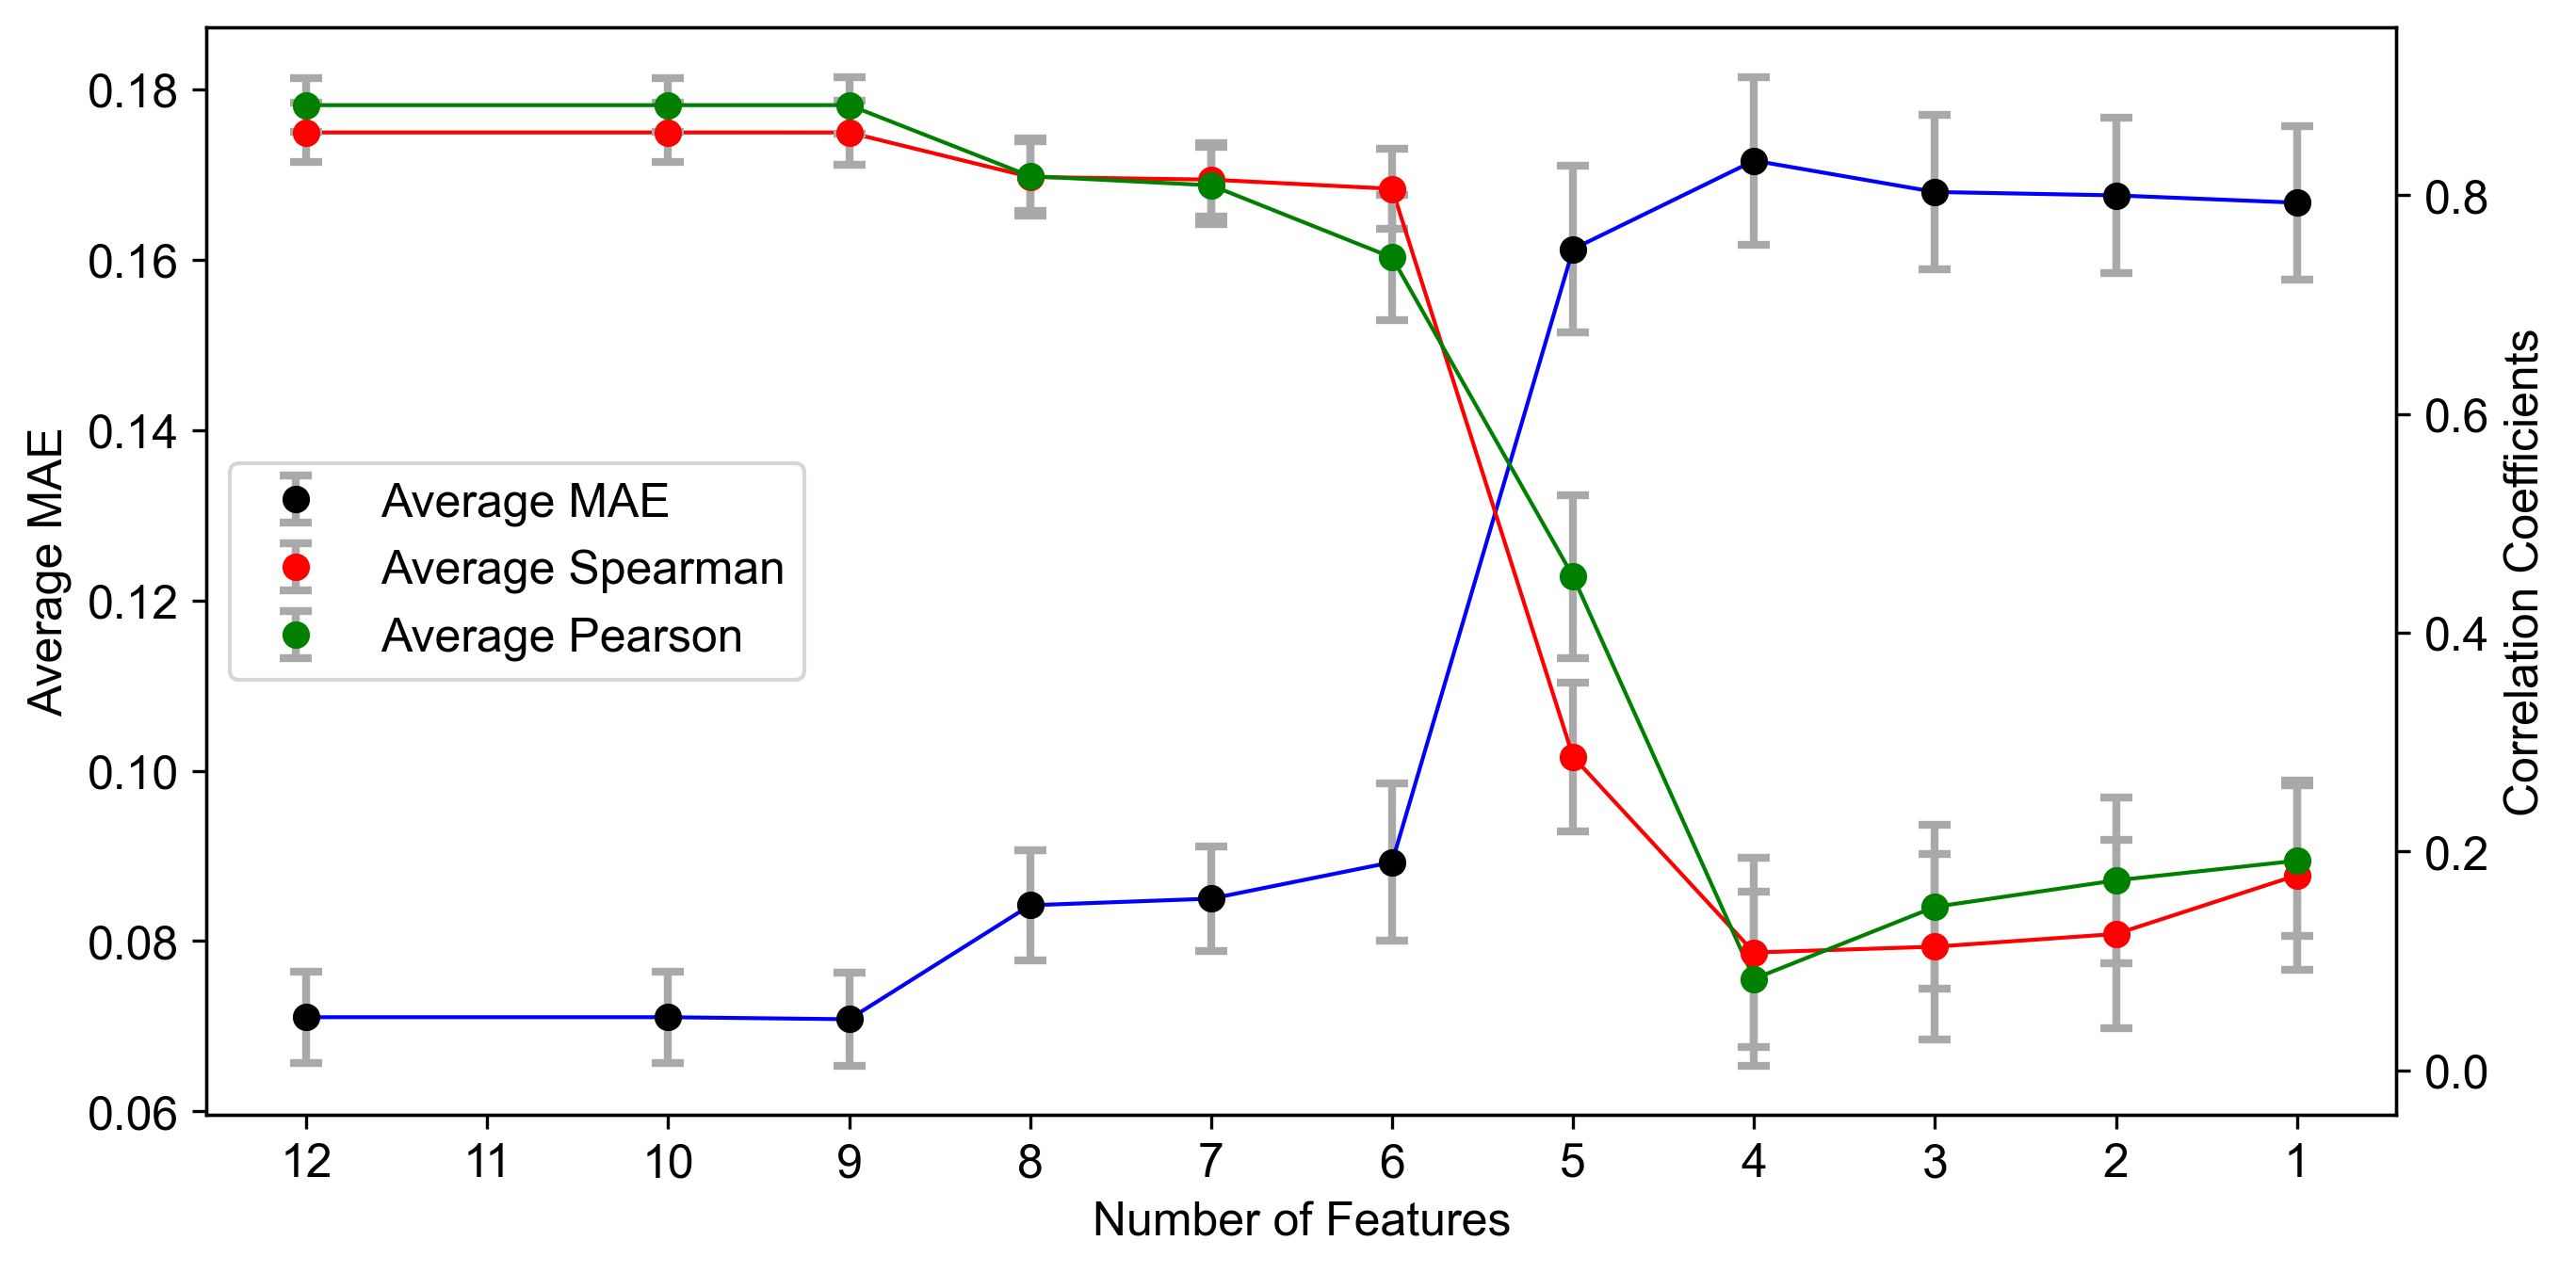 0.18
0.16
0.14
0.12
0.10
0.08
0.06
Average MAE
Average MAE
Average Spearman
Average Pearson
0.8
0.6
0.4
0.2
0.0
Correlation Coefficients
12 11 10 9 8 7 6 5 4 3 2 1
Number of Features